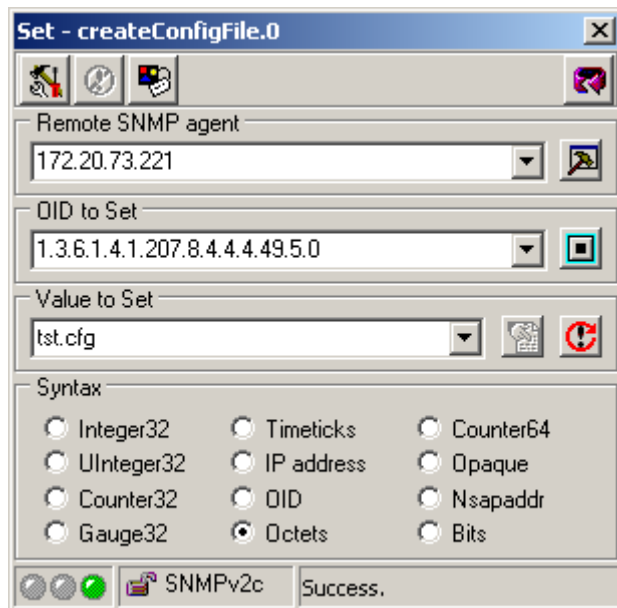 Set - createConfigFile.0
Remote SNMP agent
172.20.73.221
OID to Set
1.3.6.1.4.1.207.8.4.4.4.49.5.0
Value to Set
tst.cfg
Syntax
Integer32 Timeticks Counter64
UInteger32 IP address Opaque
Counter32 OID Nsapaddr
Gauge32 Octets Bits
SNMPv2c Success.